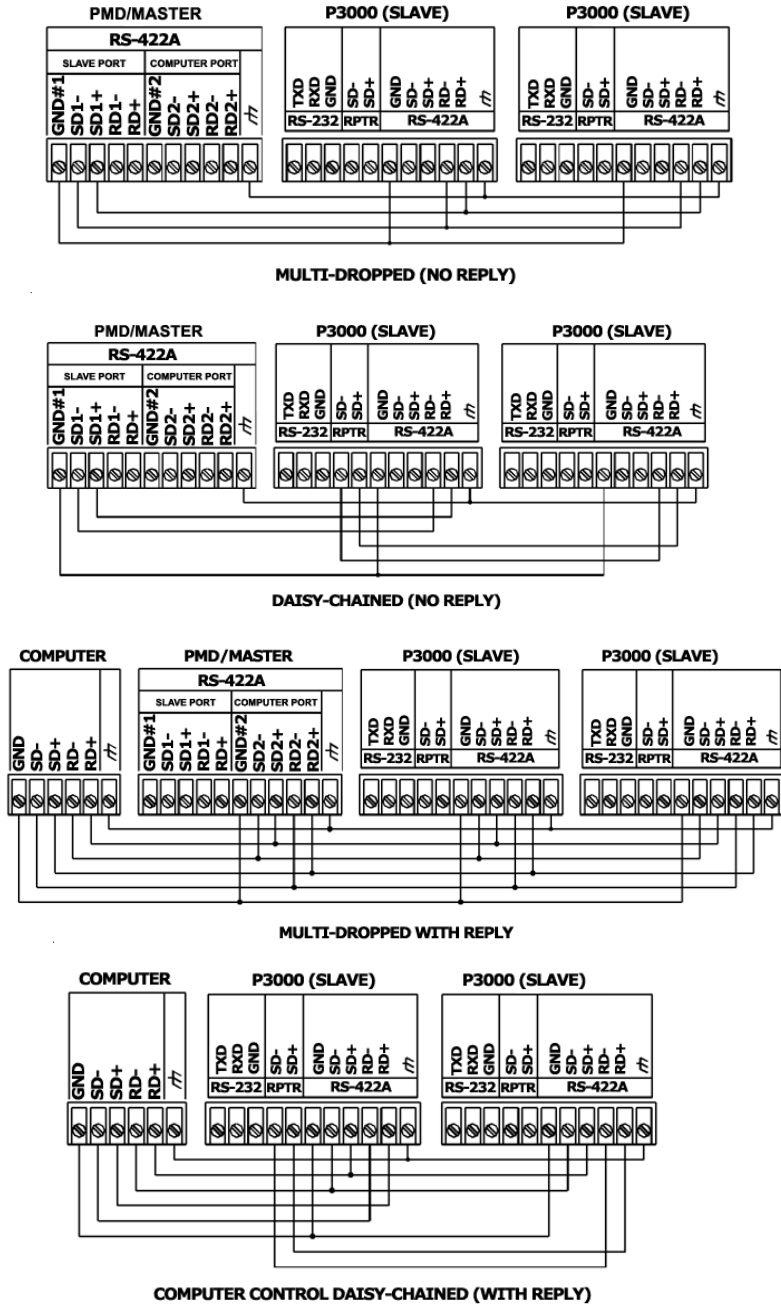 PMD/MASTER P3000 (SLAVE) P3000 (SLAVE)
RS-422A
SLAVE PORT COMPUTER PORT
GND#1 SD1- SD1+ RD1- RD+ GND#2 SD2- SD2+ RD2- RD2+
TXD RXD GND SD- SD+ GND SD- SD+ RD- RD+
TXD RXD GND SD- SD+ GND SD- SD+ RD- RD+
RS-232 RPTR RS-422A RS-232 RPTR RS-422A
MULTI-DROPPED (NO REPLY)
PMD/MASTER P3000 (SLAVE) P3000 (SLAVE)
RS-422A
SLAVE PORT COMPUTER PORT
GND#1 SD1- SD1+ RD1- RD+ GND#2 SD2- SD2+ RD2- RD2+
TXD RXD GND SD- SD+ GND SD- SD+ RD- RD+
TXD RXD GND SD- SD+ GND SD- SD+ RD- RD+
RS-232 RPTR RS-422A RS-232 RPTR RS-422A
DAISY-CHAINED (NO REPLY)
COMPUTER PMD/MASTER P3000 (SLAVE) P3000 (SLAVE)
RS-422A
SLAVE PORT COMPUTER PORT
GND SD- SD+ RD- RD+
GND#1 SD1- SD1+ RD1- RD+ GND#2 SD2- SD2+ RD2- RD2+
TXD RXD GND SD- SD+ GND SD- SD+ RD- RD+
TXD RXD GND SD- SD+ GND SD- SD+ RD- RD+
RS-232 RPTR RS-422A RS-232 RPTR RS-422A
MULTI-DROPPED WITH REPLY
COMPUTER P3000 (SLAVE) P3000 (SLAVE)
GND SD- SD+ RD- RD+
TXD RXD GND SD- SD+ GND SD- SD+ RD- RD+
TXD RXD GND SD- SD+ GND SD- SD+ RD- RD+
RS-232 RPTR RS-422A RS-232 RPTR RS-422A
COMPUTER CONTROL DAISY-CHAINED (WITH REPLY)